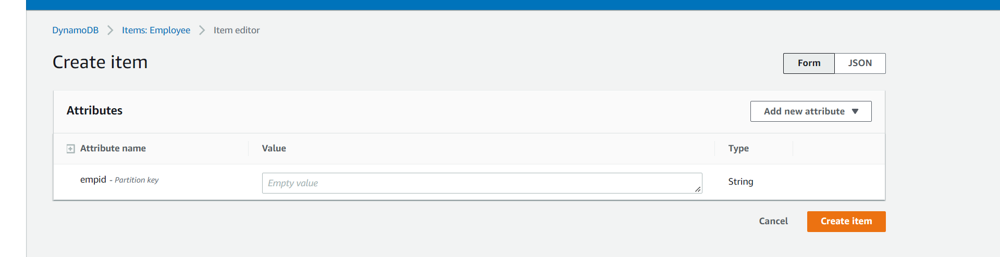 DynamoDB > Items: Employee > Item editor
Create item
Form JSON
Attributes
Add new attribute
Attribute name Value Type
empid - Partition key Empty value String
Cancel Create item